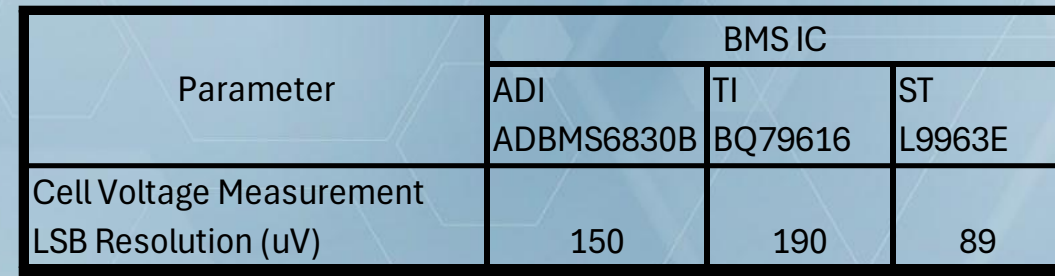 BMS IC
Parameter
ADI
ADBMS6830B
TI
BQ79616
ST
L9963E
Cell Voltage Measurement
LSB Resolution (uV)
150
190
89